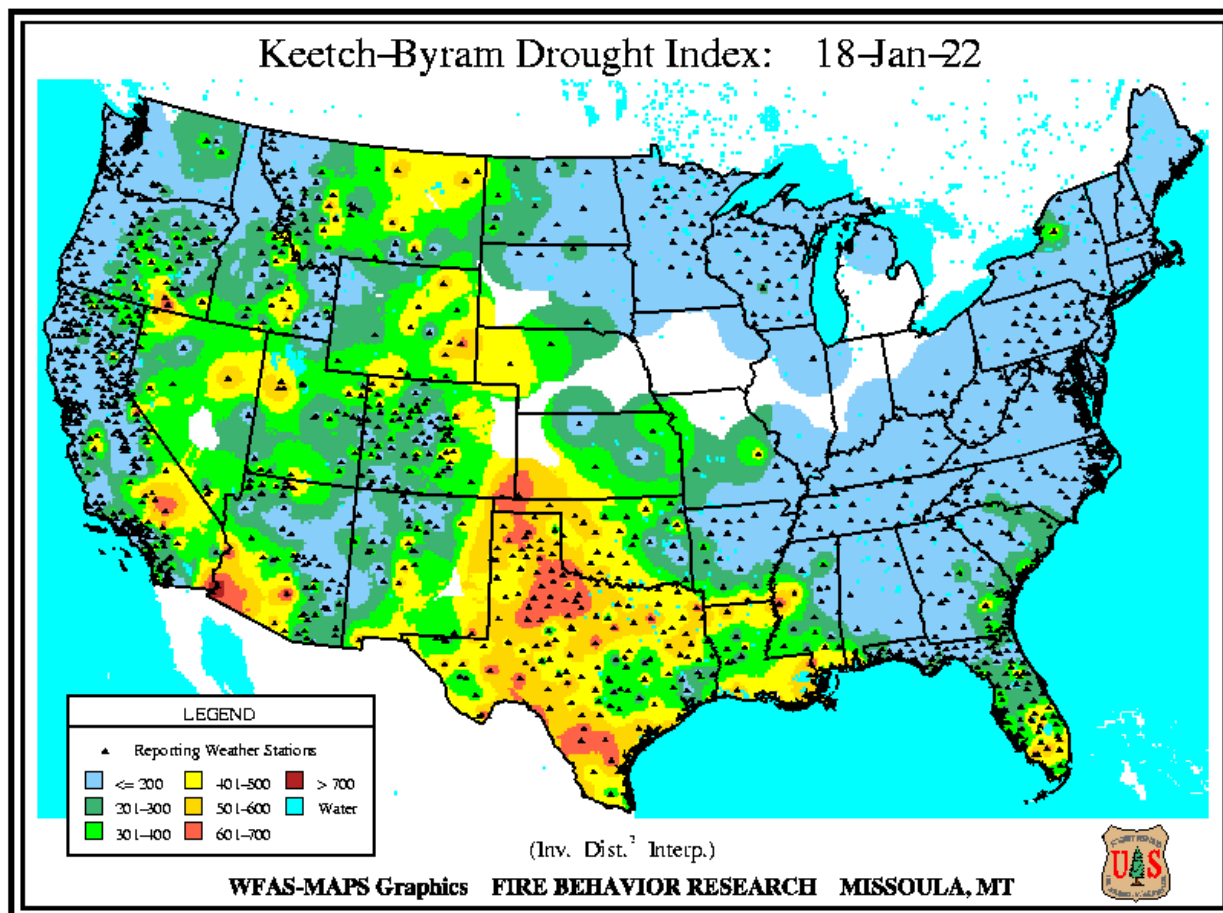 Keetch-Byram Drought Index: 18-Jan-22
LEGEND
Reporting Weather Stations
<= 200
401-500
> 700
201-300
501-600
Water
301-400
601-700
(Inv. Dist.² Interp.)
WFAS-MAPS Graphics FIRE BEHAVIOR RESEARCH MISSOULA, MT
US